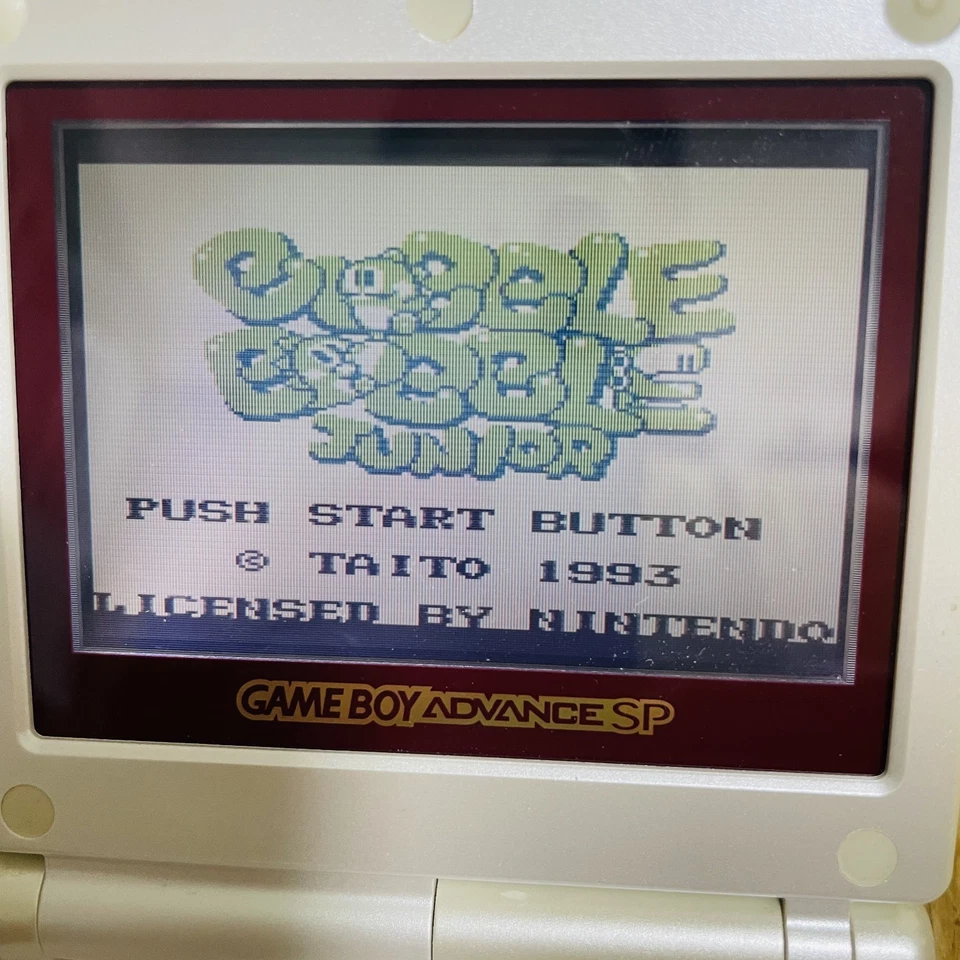 BUBBLE
BOBBLE
JUNIOR
PUSH START BUTTON
© TAITO 1993
LICENSED BY NINTENDO
GAME BOY ADVANCE SP